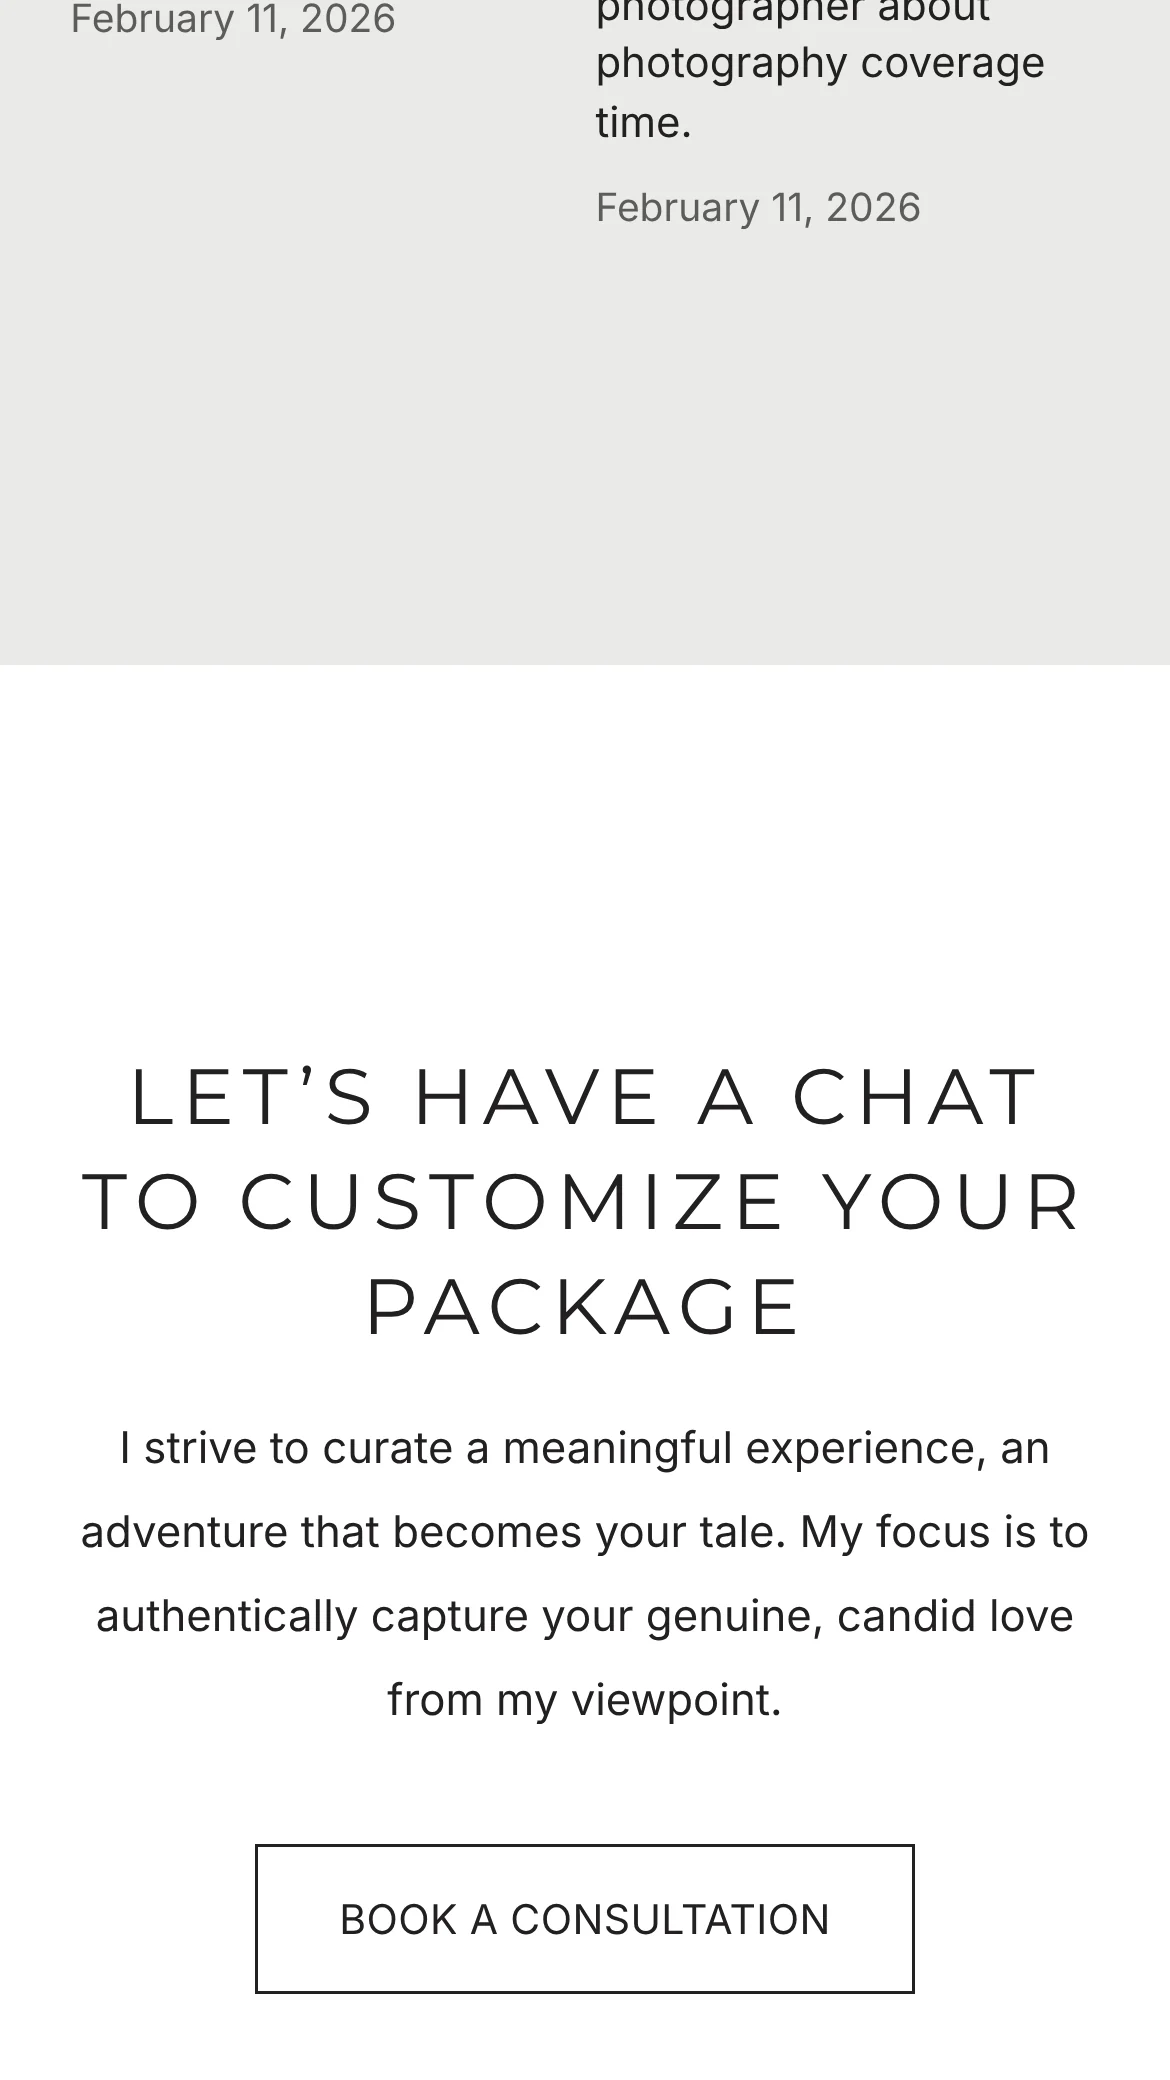 February 11, 2026
photographer about
photography coverage
time.
February 11, 2026
LET’S HAVE A CHAT
TO CUSTOMIZE YOUR
PACKAGE
I strive to curate a meaningful experience, an
adventure that becomes your tale. My focus is to
authentically capture your genuine, candid love
from my viewpoint.
BOOK A CONSULTATION